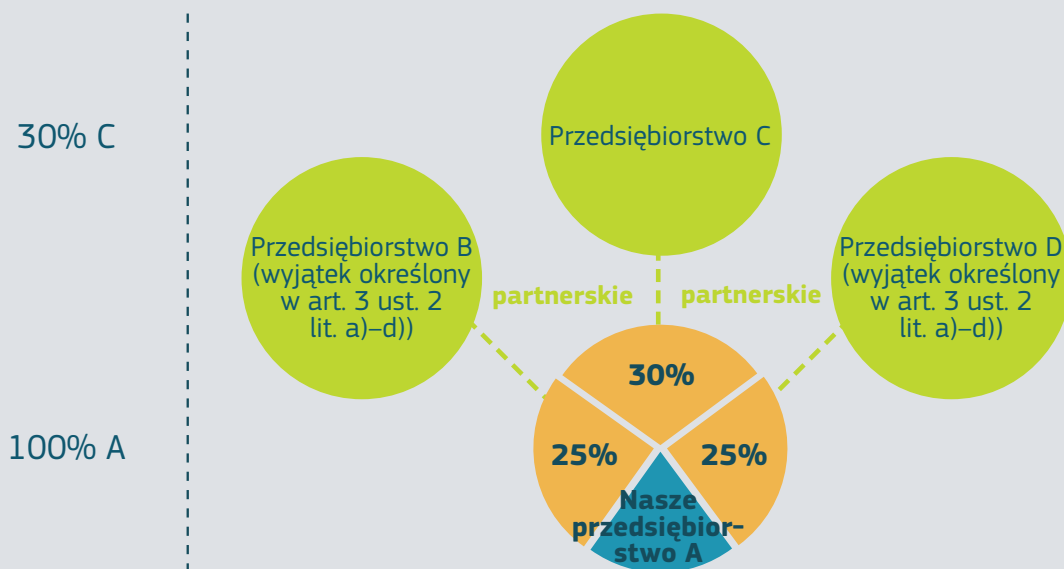 30% C
Przedsiębiorstwo C
Przedsiębiorstwo B
(wyjątek określony
w art. 3 ust. 2
lit. a)–d))
Przedsiębiorstwo D
(wyjątek określony
w art. 3 ust. 2
lit. a)–d))
partnerskie
partnerskie
30%
100% A
25%
25%
Nasze
przedsiębior-
stwo A